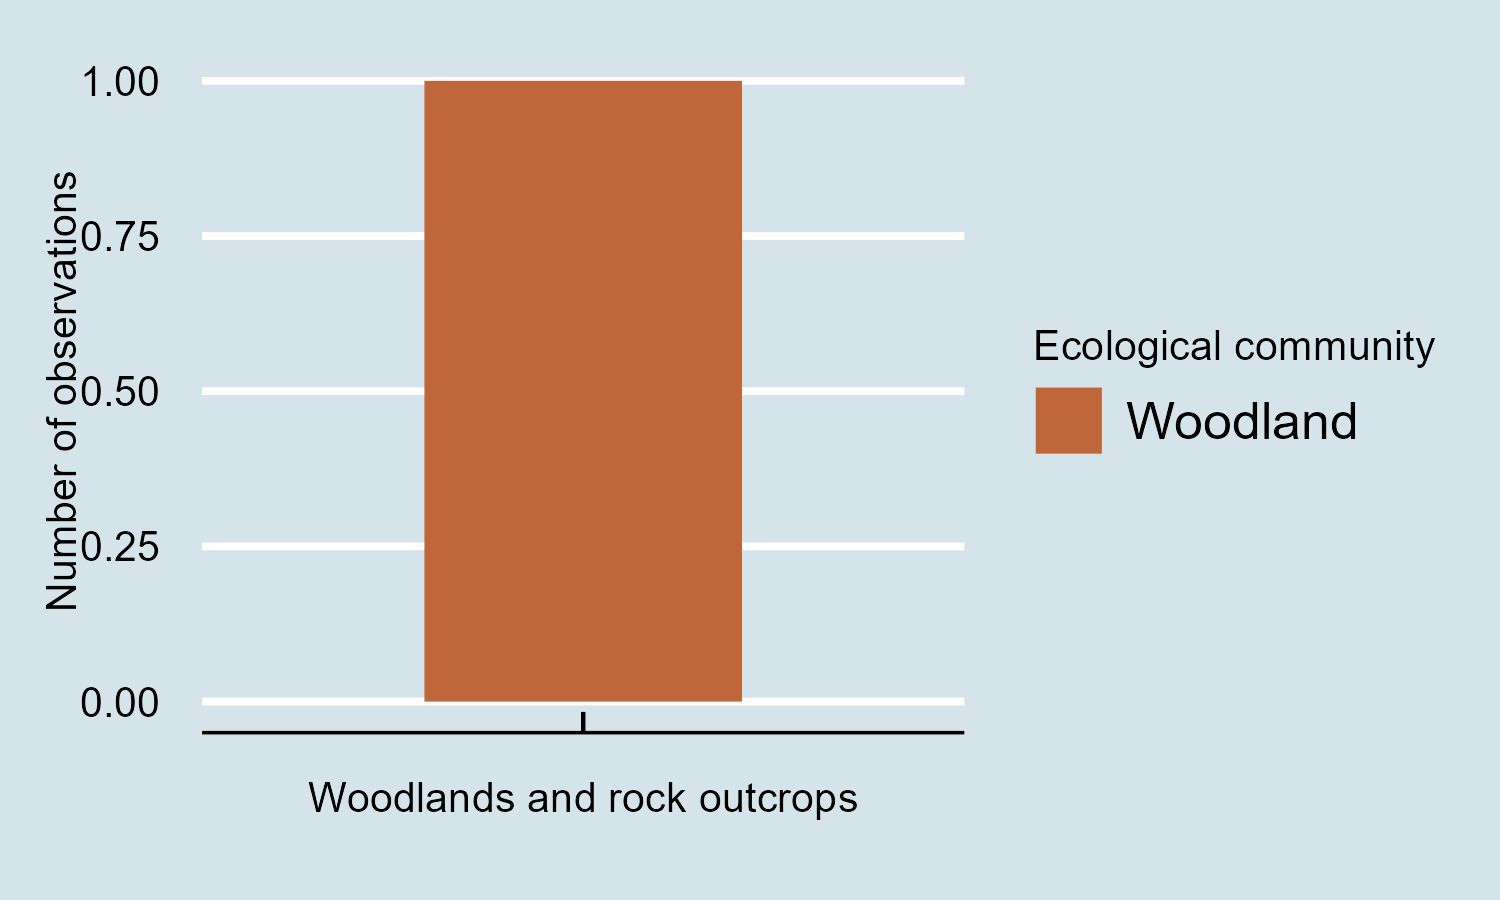 1.00
0.75
0.50
0.25
0.00
Number of observations
Woodlands and rock outcrops
Ecological community
Woodland